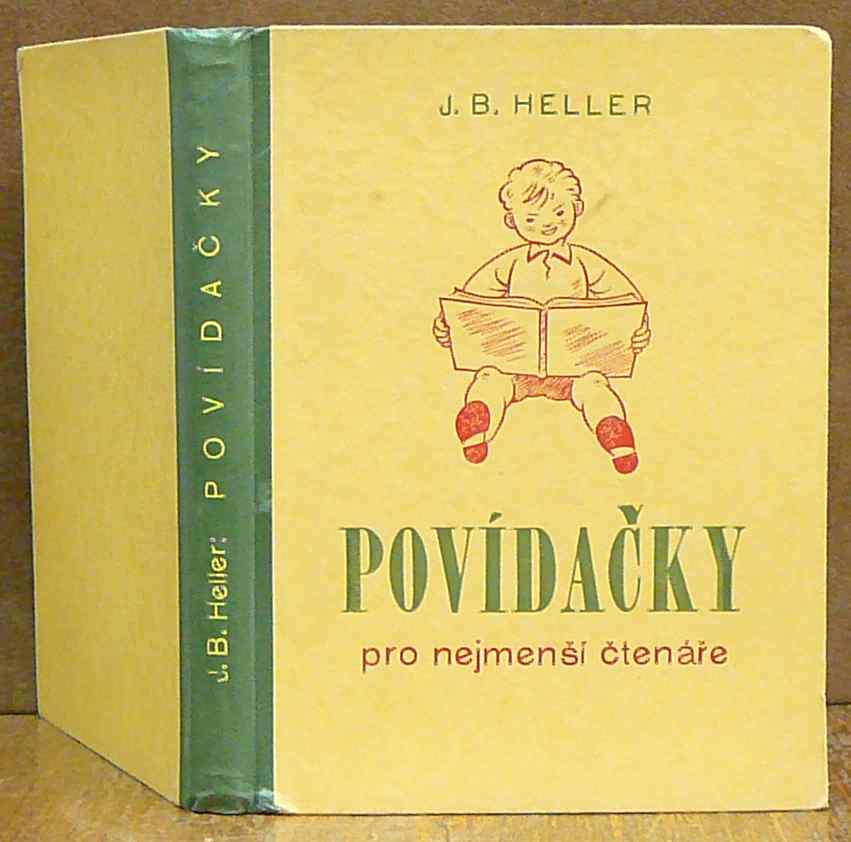 J. B. Heller: POVÍDAČKY
J. B. HELLER
POVÍDAČKY
pro nejmenší čtenáře